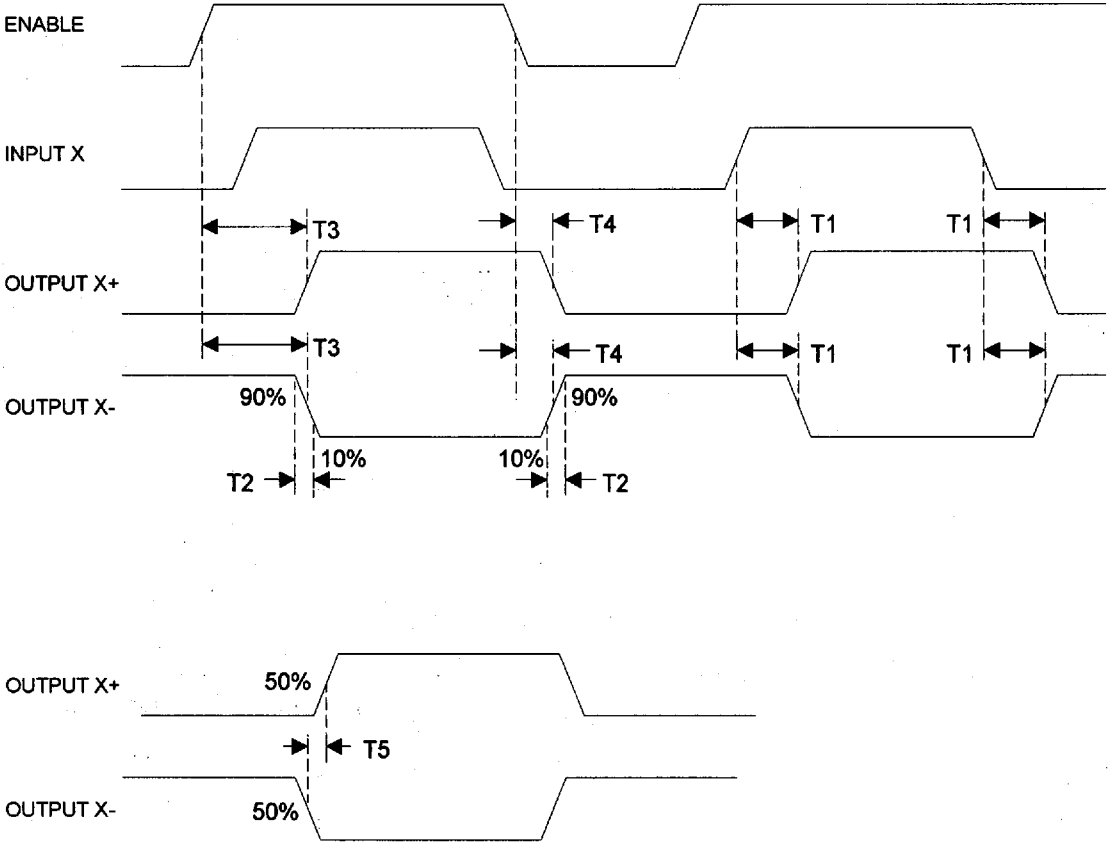 ENABLE
INPUT X
T3
T4
T1
T1
OUTPUT X+
T3
T4
T1
T1
OUTPUT X-
90%
90%
10%
10%
T2
T2
OUTPUT X+
50%
T5
OUTPUT X-
50%